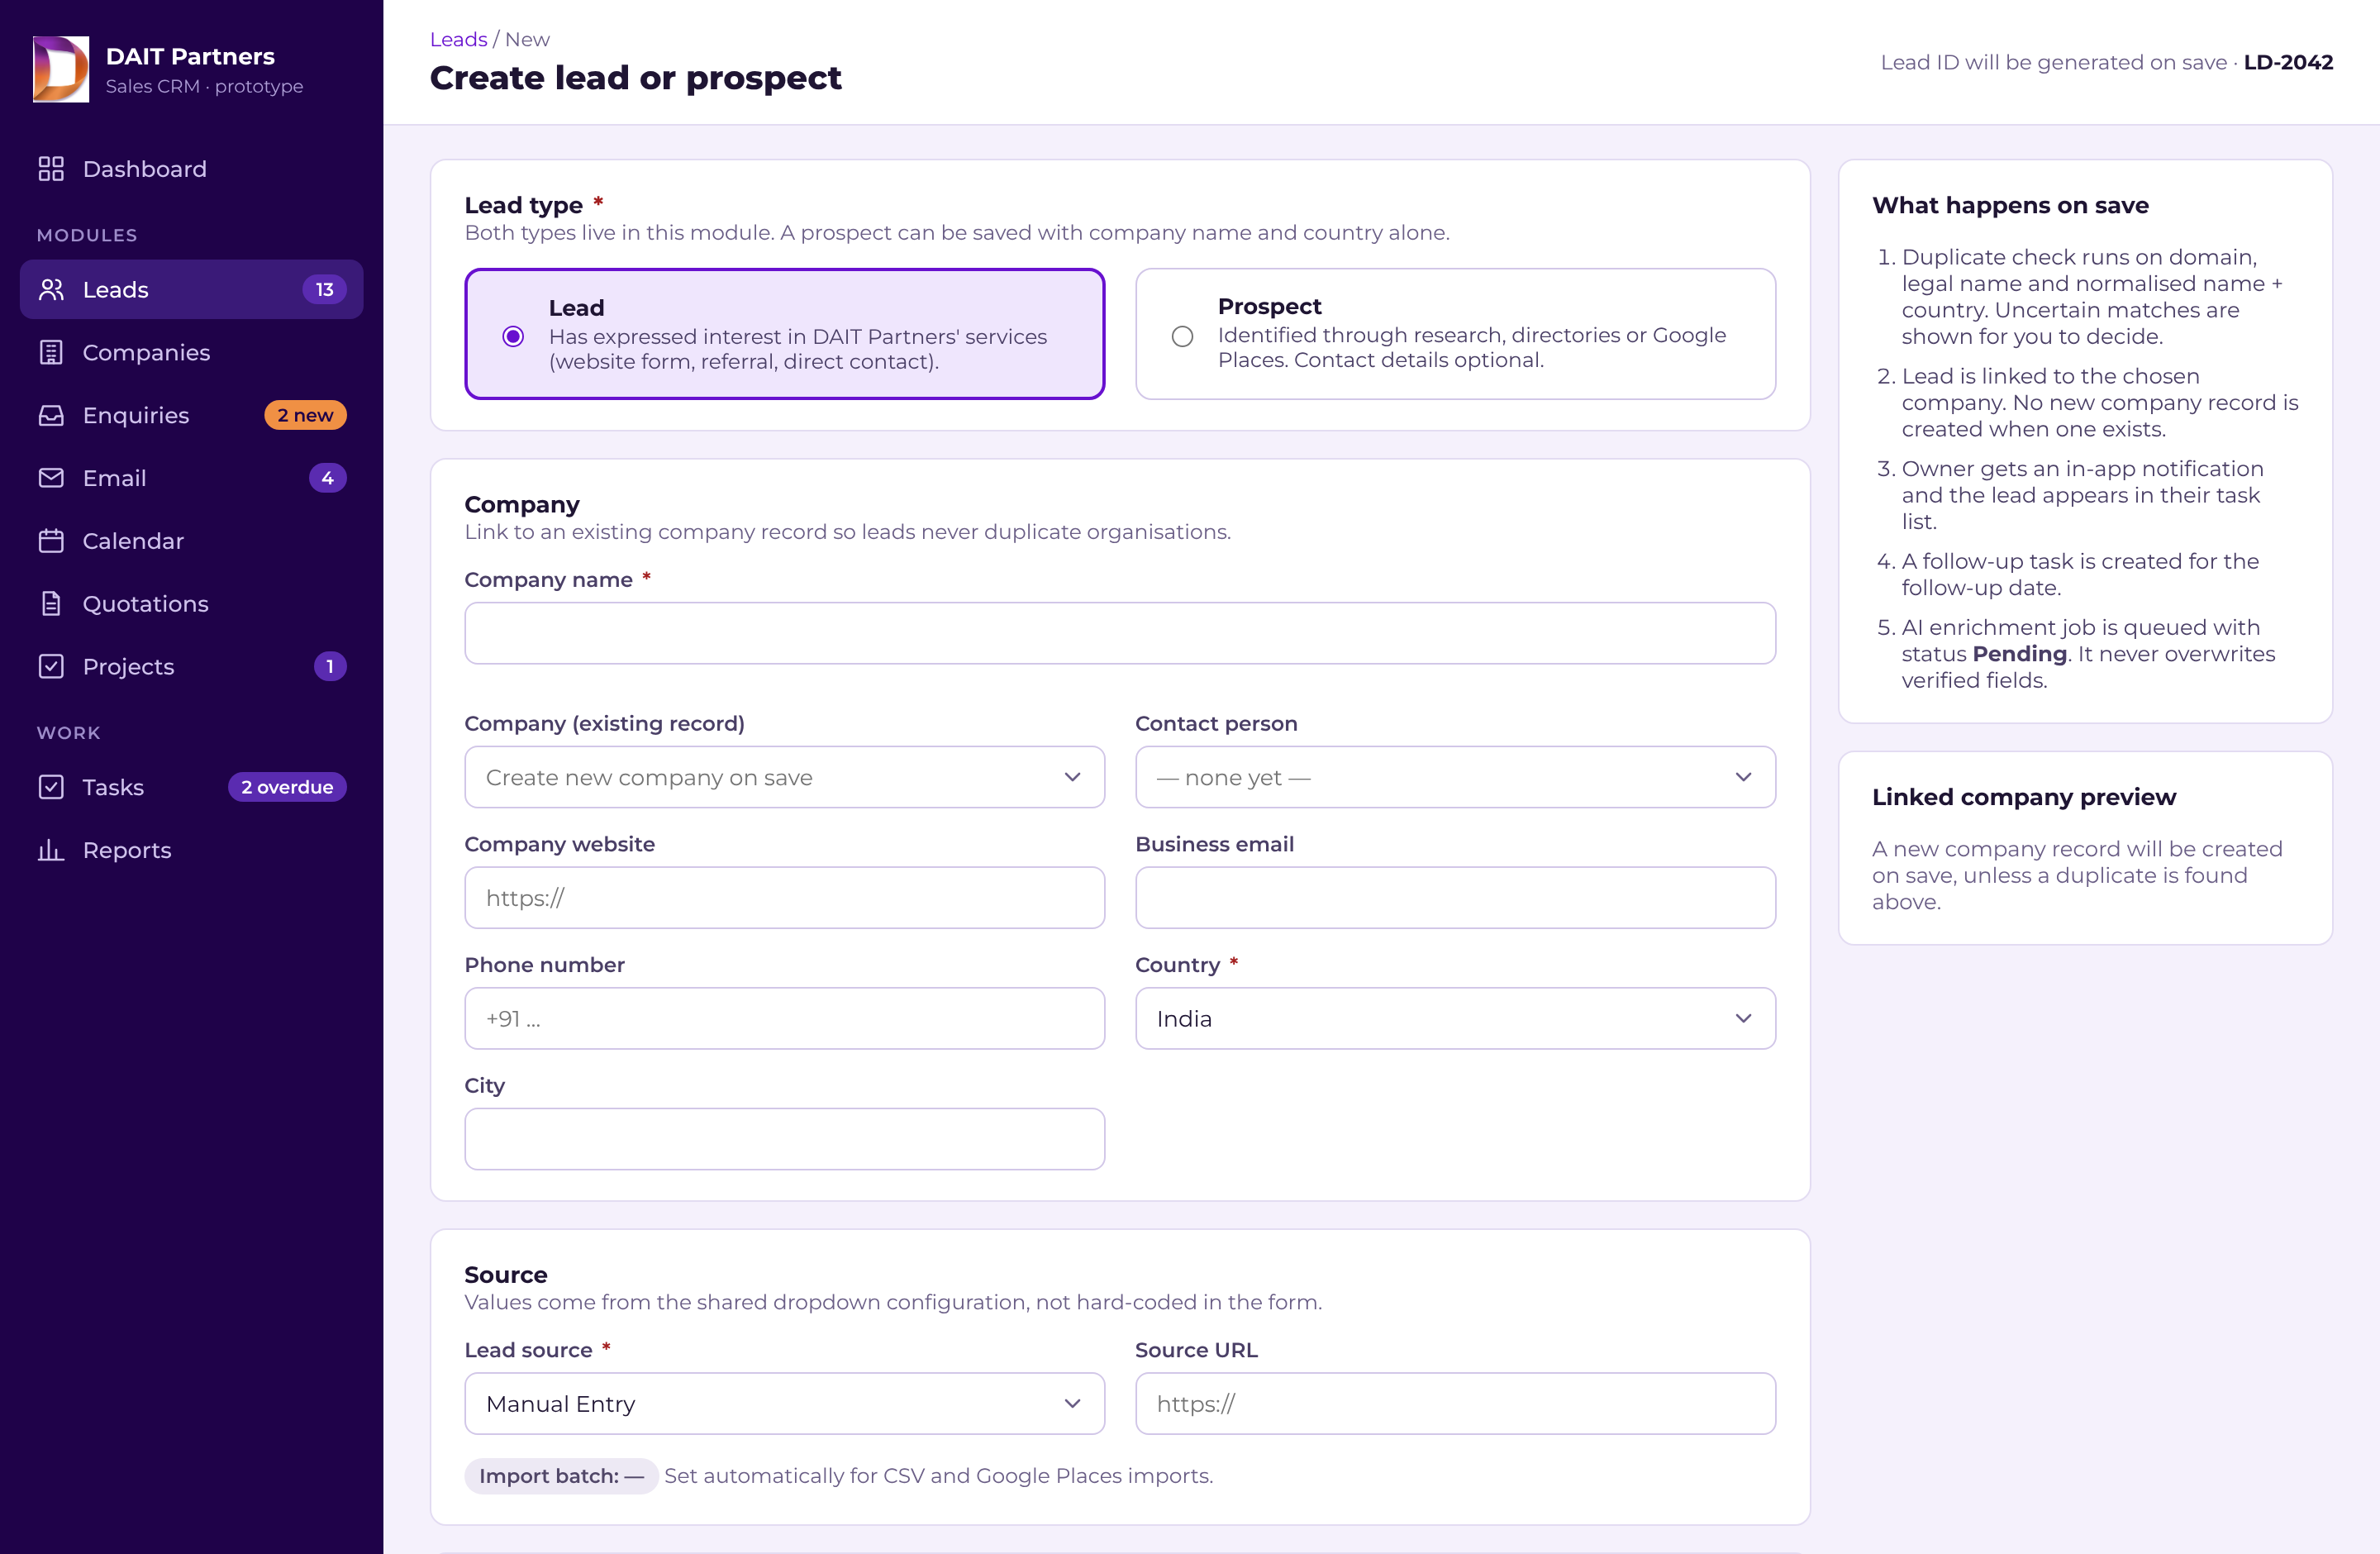 DAIT Partners
Sales CRM · prototype
Dashboard
MODULES
Leads 13
Companies
Enquiries 2 new
Email 4
Calendar
Quotations
Projects 1
WORK
Tasks 2 overdue
Reports
Leads / New
Create lead or prospect
Lead ID will be generated on save · LD-2042
Lead type *
Both types live in this module. A prospect can be saved with company name and country alone.
Lead
Has expressed interest in DAIT Partners' services
(website form, referral, direct contact).
Prospect
Identified through research, directories or Google
Places. Contact details optional.
Company
Link to an existing company record so leads never duplicate organisations.
Company name *
Company (existing record)
Create new company on save
Contact person
— none yet —
Company website
https://
Business email
Phone number
+91 ...
Country *
India
City
Source
Values come from the shared dropdown configuration, not hard-coded in the form.
Lead source *
Manual Entry
Source URL
https://
Import batch: — Set automatically for CSV and Google Places imports.
What happens on save
1. Duplicate check runs on domain,
legal name and normalised name +
country. Uncertain matches are
shown for you to decide.
2. Lead is linked to the chosen
company. No new company record is
created when one exists.
3. Owner gets an in-app notification
and the lead appears in their task
list.
4. A follow-up task is created for the
follow-up date.
5. AI enrichment job is queued with
status Pending. It never overwrites
verified fields.
Linked company preview
A new company record will be created
on save, unless a duplicate is found
above.